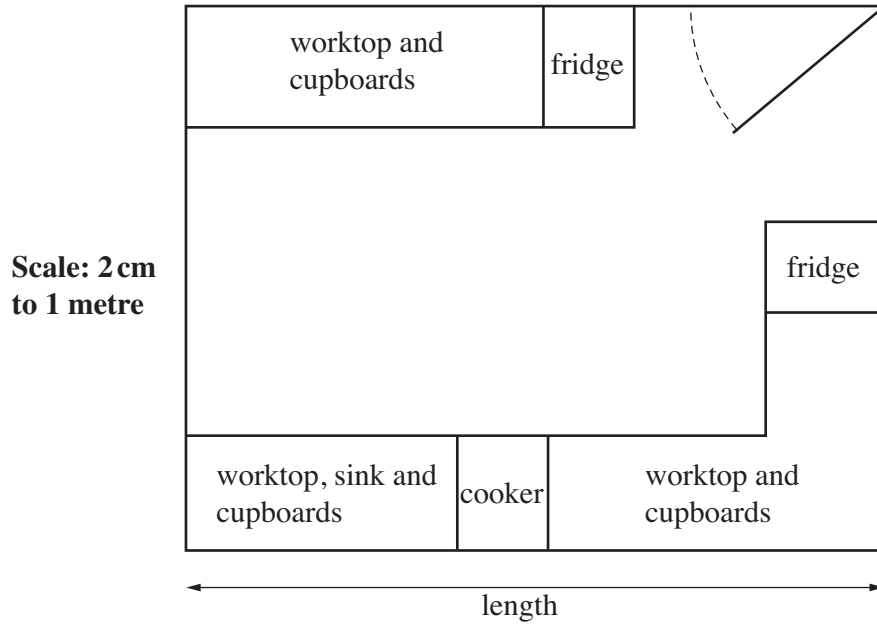 worktop and
cupboards
fridge
Scale: 2 cm
to 1 metre
fridge
worktop, sink and
cupboards
cooker
worktop and
cupboards
length